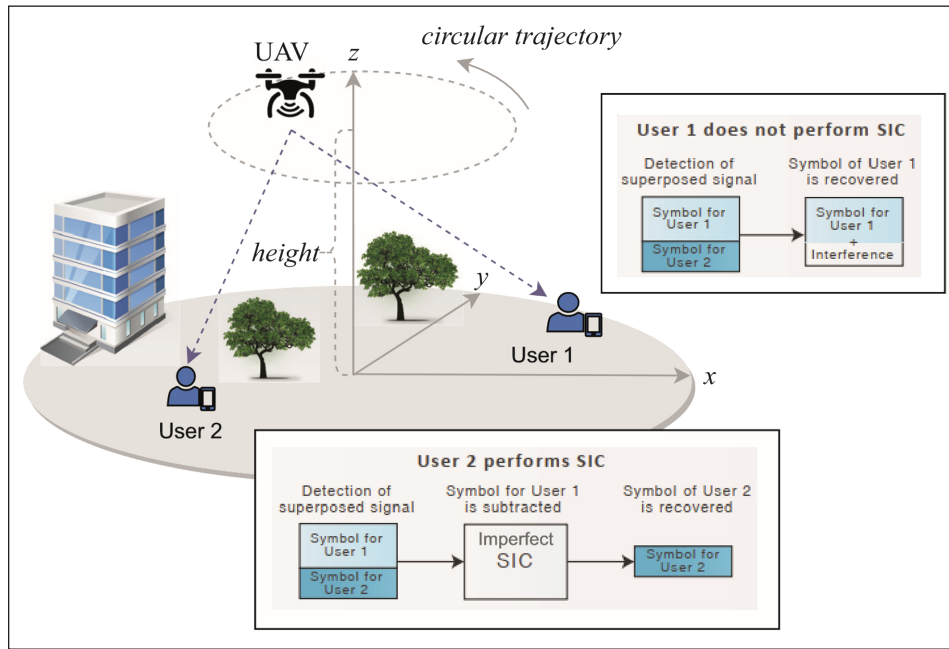 circular trajectory
UAV
z
height
y
x
User 1
User 2
User 1 does not perform SIC
Detection of
superposed signal
Symbol of User 1
is recovered
Symbol for
User 1
Symbol for
User 2
Symbol for
User 1
+
Interference
User 2 performs SIC
Detection of
superposed signal
Symbol for User 1
is subtracted
Symbol of User 2
is recovered
Symbol for
User 1
Symbol for
User 2
Imperfect
SIC
Symbol for
User 2